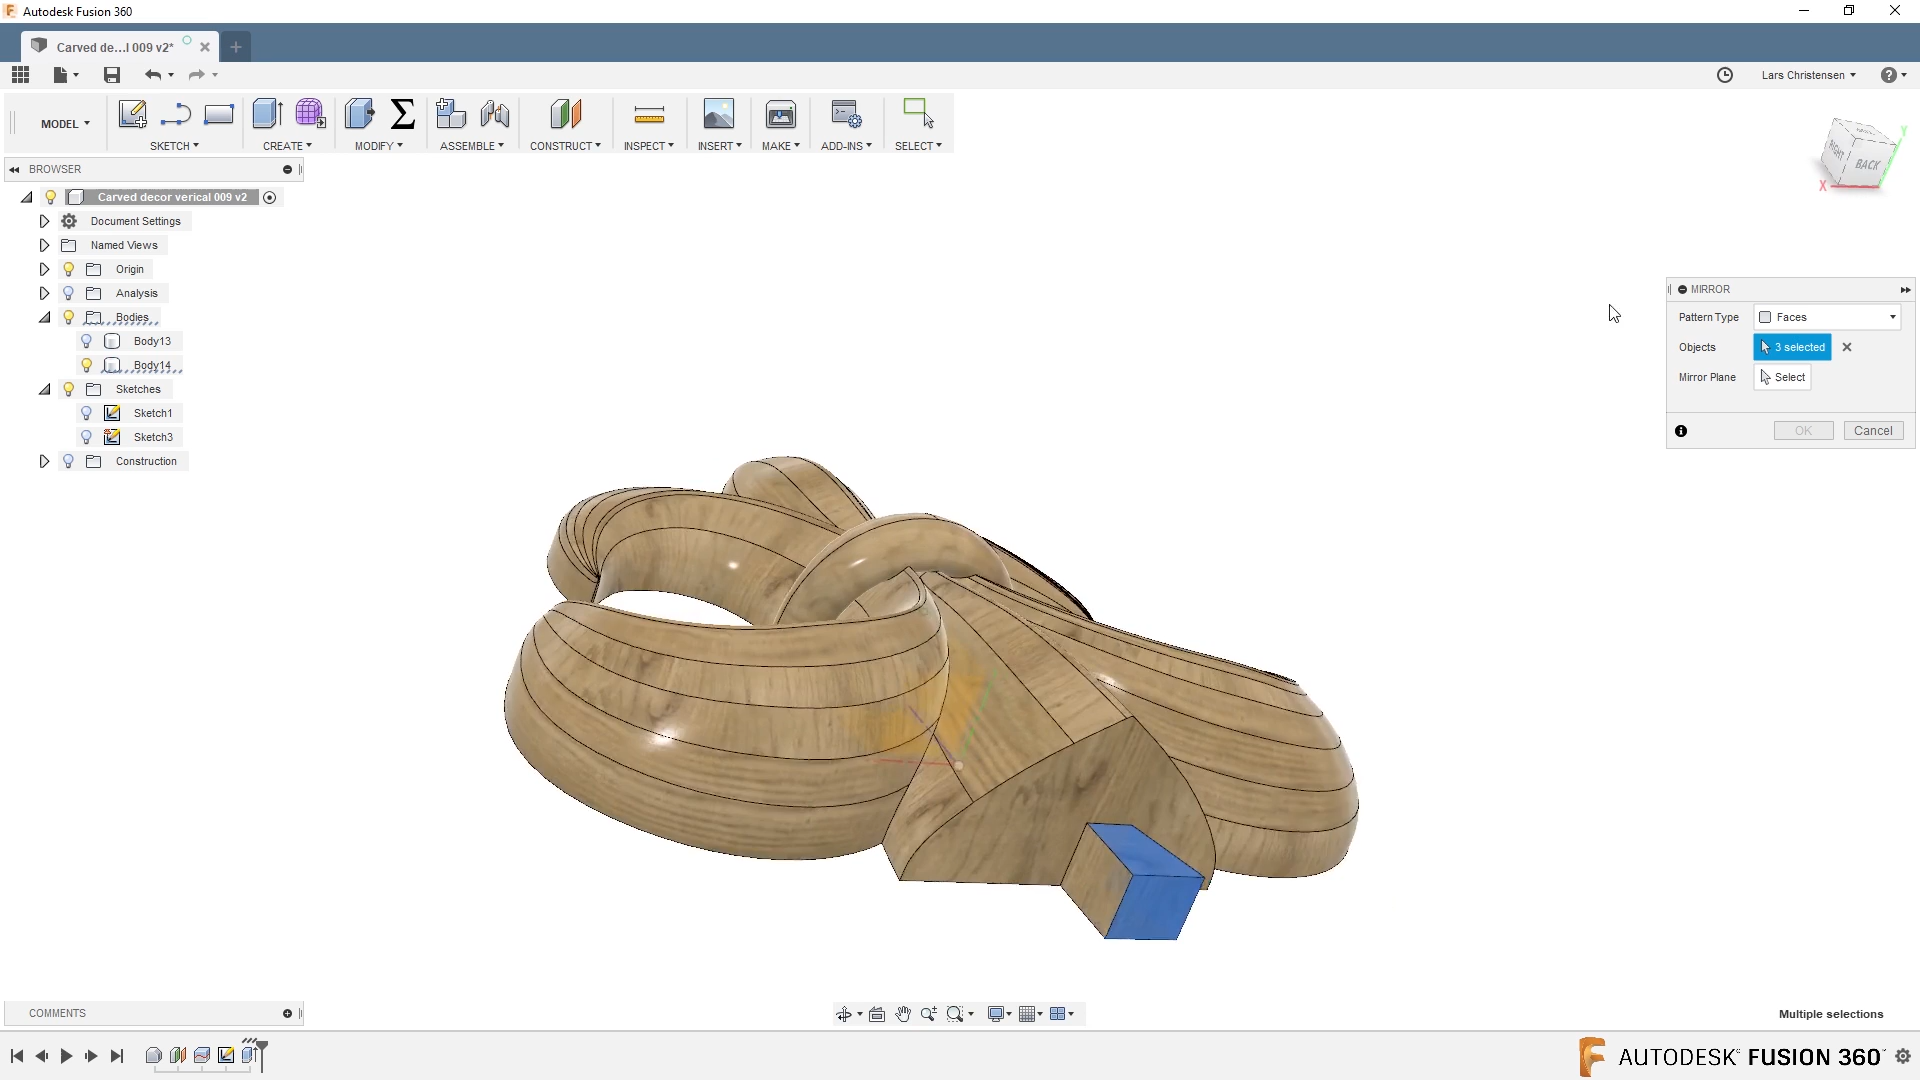 Autodesk Fusion 360
Carved de...l 009 v2*
Lars Christensen
MODEL
SKETCH
CREATE
MODIFY
ASSEMBLE
CONSTRUCT
INSPECT
INSERT
MAKE
ADD-INS
SELECT
RIGHT
BACK
X
Y
BROWSER
Carved decor verical 009 v2
Document Settings
Named Views
Origin
Analysis
Bodies
Body13
Body14
Sketches
Sketch1
Sketch3
Construction
MIRROR
Pattern Type
Faces
Objects
3 selected
Mirror Plane
Select
OK
Cancel
COMMENTS
Multiple selections
AUTODESK® FUSION 360™